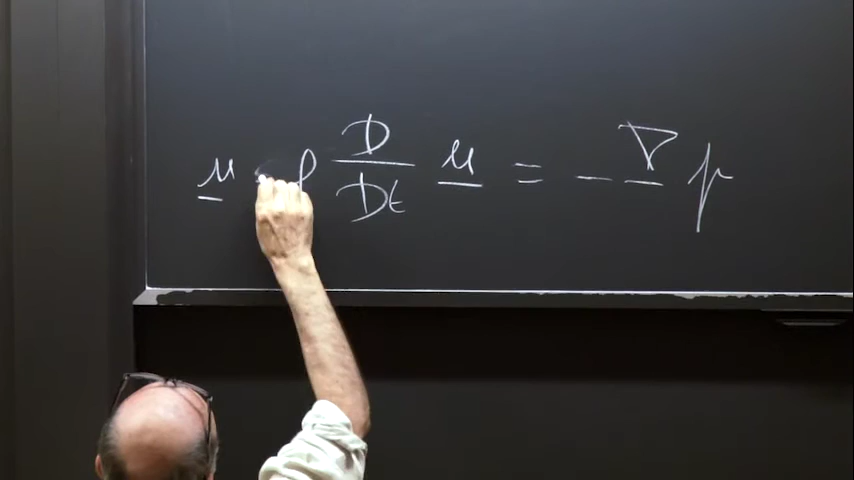 u ρ D/Dt u = - ∇ p